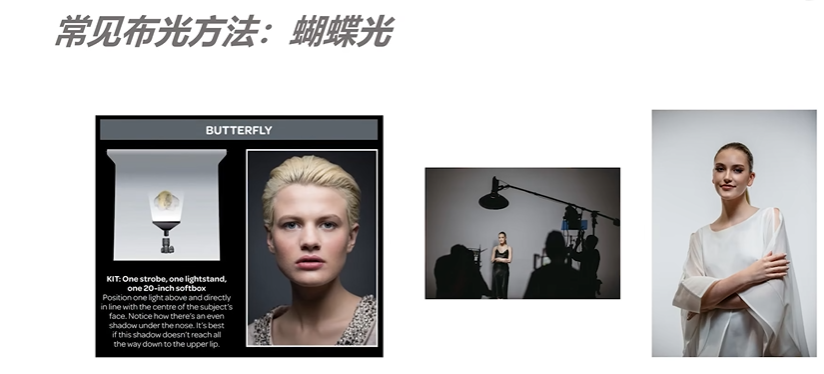 常见布光方法：蝴蝶光
BUTTERFLY
KIT: One strobe, one lightstand,
one 20-inch softbox
Position one light above and directly
in line with the centre of the subject's
face. Notice how there's an even
shadow under the nose. It's best
if this shadow doesn't reach all
the way down to the upper lip.